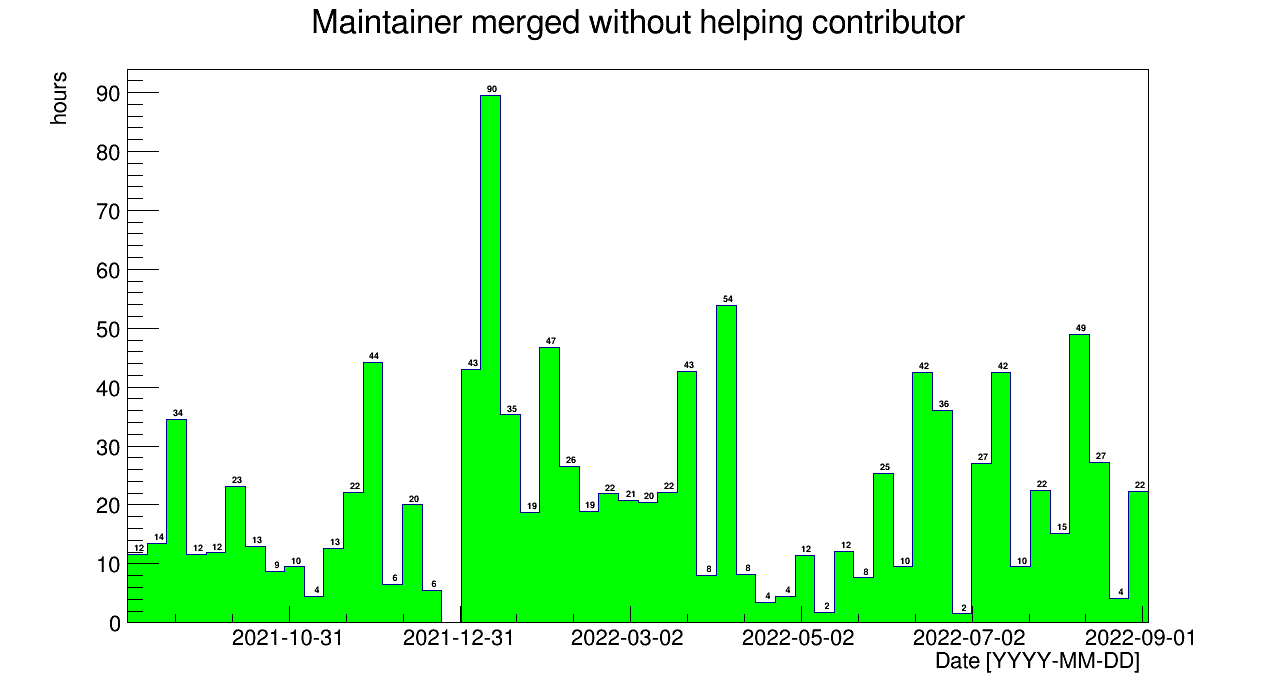 Maintainer merged without helping contributor
hours
90
80
70
60
50
40
30
20
10
0
12 14 34 12 12 23 13 9 10 4 13 22 44 6 20 6 43 90 35 19 47 26 19 22 21 20 22 43 8 54 8 4 4 12 2 12 8 25 10 42 36 2 27 42 10 22 15 49 27 4 22
2021-10-31 2021-12-31 2022-03-02 2022-05-02 2022-07-02 2022-09-01
Date [YYYY-MM-DD]